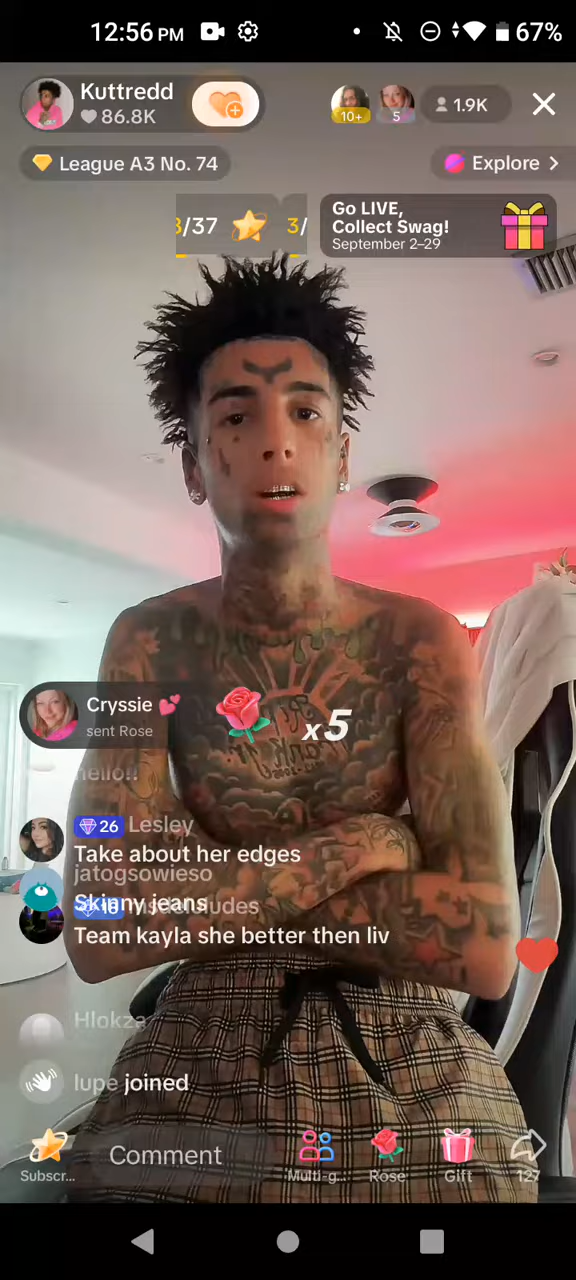 12:56 PM
67%
Kuttredd
86.8K
10+
5
1.9K
League A3 No. 74
Explore >
3/37
3/
Go LIVE,
Collect Swag!
September 2–29
Cryssie
sent Rose
x5
hello!!
26 Lesley
Take about her edges
jatogsowieso
Skinny jeans
Team kayla she better then liv
Hlokza
lupe joined
Subscr...
Comment
Multi-g...
Rose
Gift
127